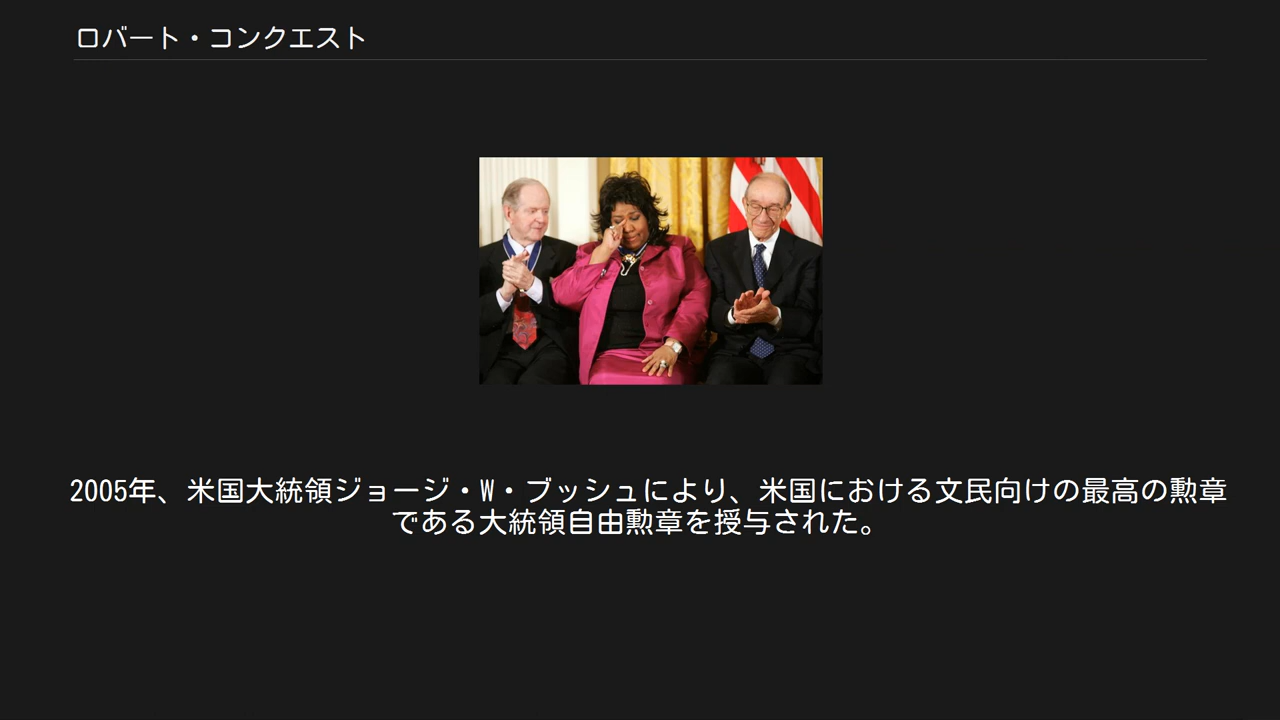 ロバート・コンクエスト
2005年、米国大統領ジョージ・W・ブッシュにより、米国における文民向けの最高の勲章
である大統領自由勲章を授与された。